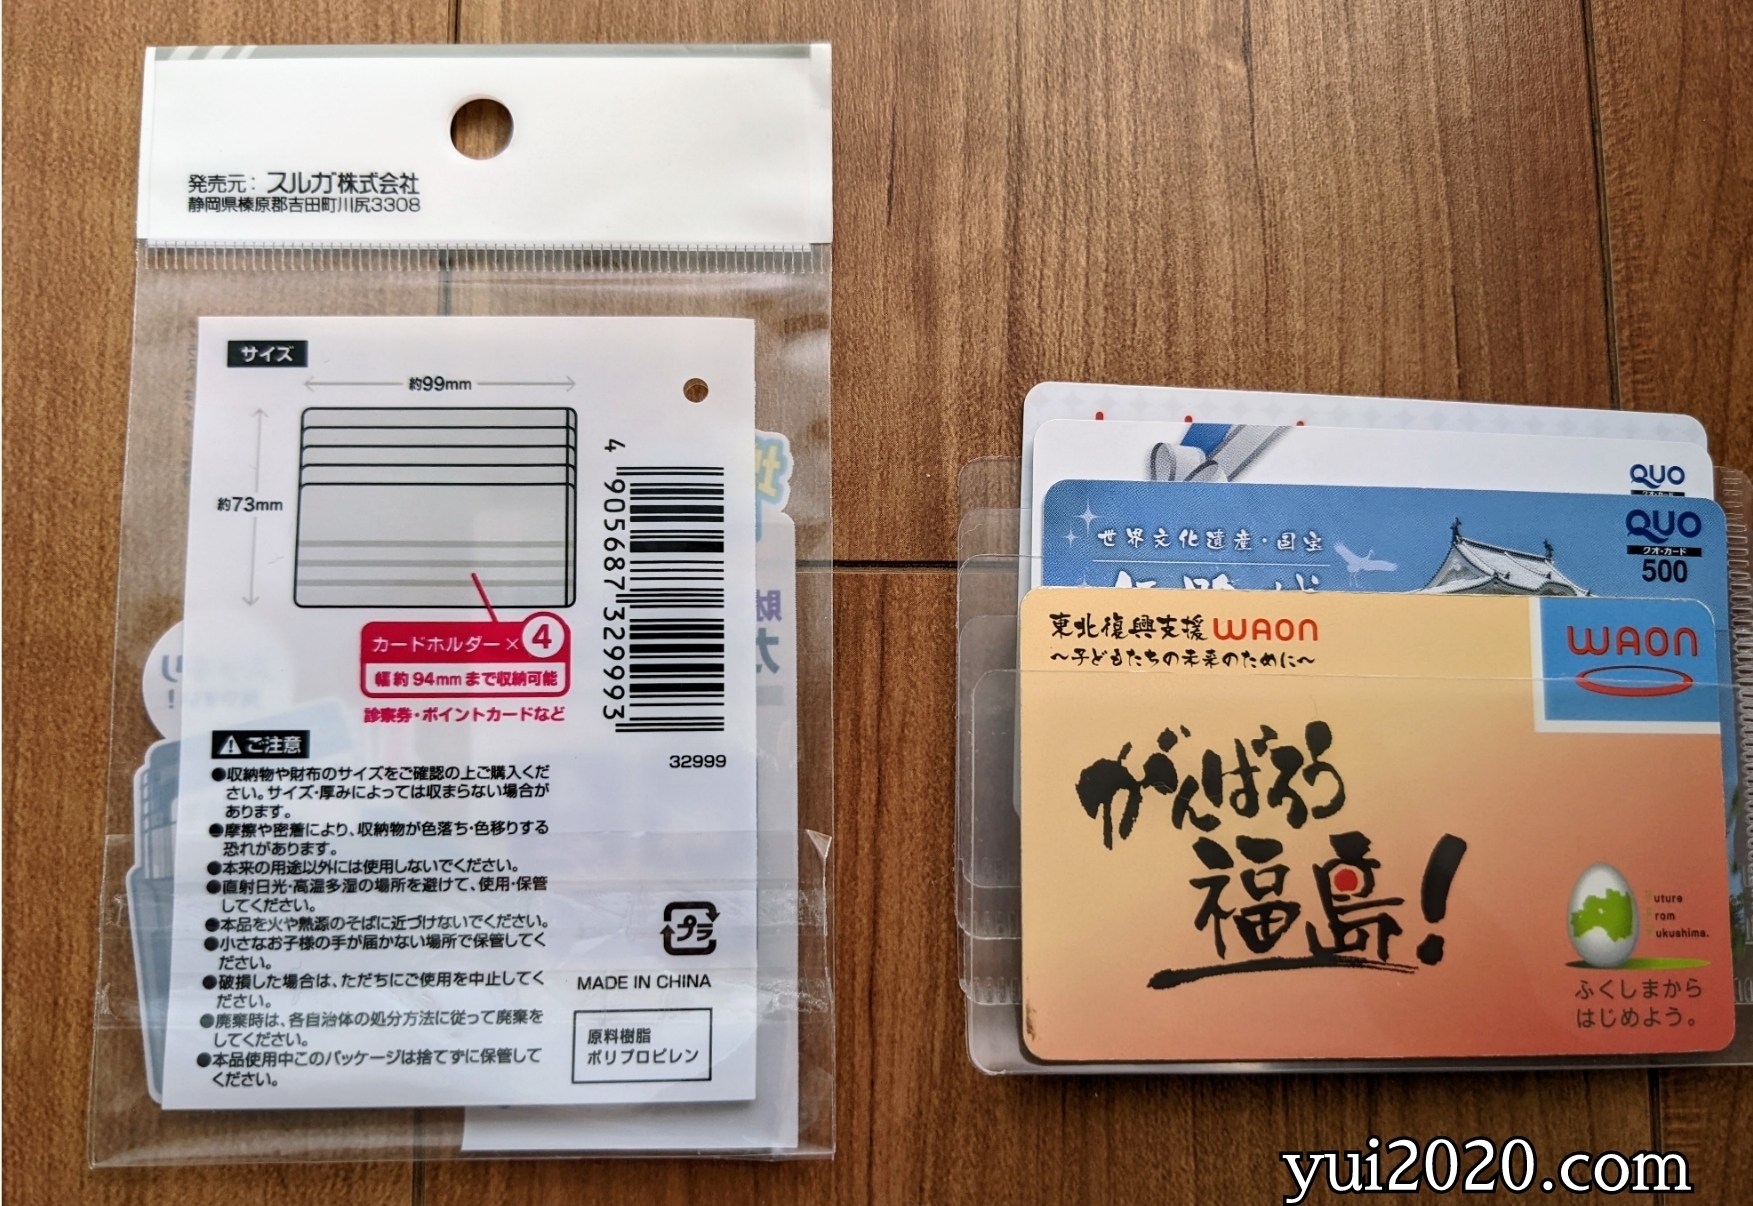 発売元：スルガ株式会社
静岡県榛原郡吉田町川尻3308
サイズ
約99mm
約73mm
カードホルダー×4
幅約94mmまで収納可能
診察券・ポイントカードなど
4 905687 329993
32999
ご注意
●収納物や財布のサイズをご確認の上ご購入くだ
さい。サイズ・厚みによっては収まらない場合が
あります。
●摩擦や密着により、収納物が色落ち・色移りする
恐れがあります。
●本来の用途以外には使用しないでください。
●直射日光・高温多湿の場所を避けて、使用・保管
してください。
●本品を火や熱源のそばに近づけないでください。
●小さなお子様の手が届かない場所で保管してく
ださい。
●破損した場合は、ただちにご使用を中止してく
ださい。
●廃棄時は、各自治体の処分方法に従って廃棄を
してください。
●本品使用中このパッケージは捨てずに保管して
ください。
プラ
MADE IN CHINA
原料樹脂
ポリプロピレン
QUO
世界文化遺産・国宝
QUO
クオ・カード
500
東北復興支援WAON
～子どもたちの未来のために～
WAON
がんばろう
福島！
Future
From
Fukushima.
ふくしまから
はじめよう。
yui2020.com